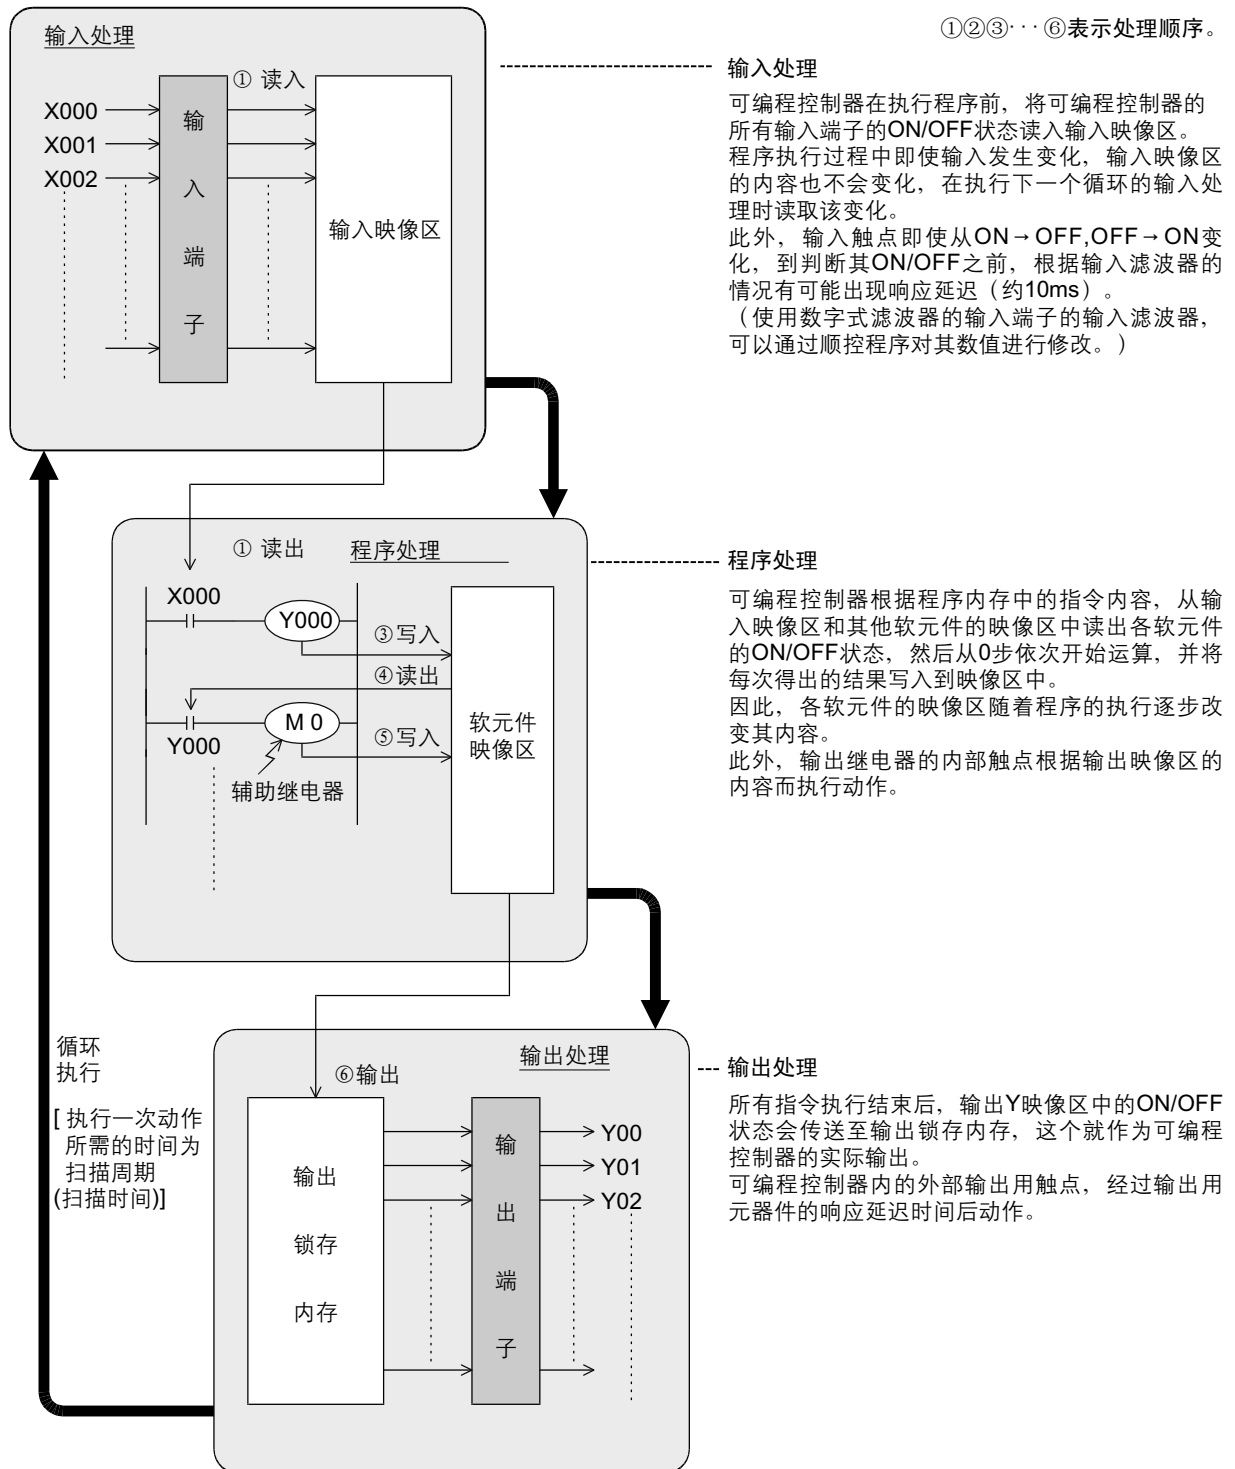 ①②③···⑥表示处理顺序。
输入处理
① 读入
X000
X001
X002
输
入
端
子
输入映像区
输入处理
可编程控制器在执行程序前，将可编程控制器的
所有输入端子的ON/OFF状态读入输入映像区。
程序执行过程中即使输入发生变化，输入映像区
的内容也不会变化，在执行下一个循环的输入处
理时读取该变化。
此外，输入触点即使从ON→OFF,OFF→ON变
化，到判断其ON/OFF之前，根据输入滤波器的
情况有可能出现响应延迟（约10ms）。
（使用数字式滤波器的输入端子的输入滤波器，
可以通过顺控程序对其数值进行修改。）
① 读出 程序处理
X000
Y000
③写入
④读出
M 0
Y000
⑤写入
辅助继电器
软元件
映像区
程序处理
可编程控制器根据程序内存中的指令内容，从输
入映像区和其他软元件的映像区中读出各软元件
的ON/OFF状态，然后从0步依次开始运算，并将
每次得出的结果写入到映像区中。
因此，各软元件的映像区随着程序的执行逐步改
变其内容。
此外，输出继电器的内部触点根据输出映像区的
内容而执行动作。
循环
执行
[ 执行一次动作
所需的时间为
扫描周期
(扫描时间)]
输出处理
⑥输出
输出
锁存
内存
输
出
端
子
Y00
Y01
Y02
输出处理
所有指令执行结束后，输出Y映像区中的ON/OFF
状态会传送至输出锁存内存，这个就作为可编程
控制器的实际输出。
可编程控制器内的外部输出用触点，经过输出用
元器件的响应延迟时间后动作。